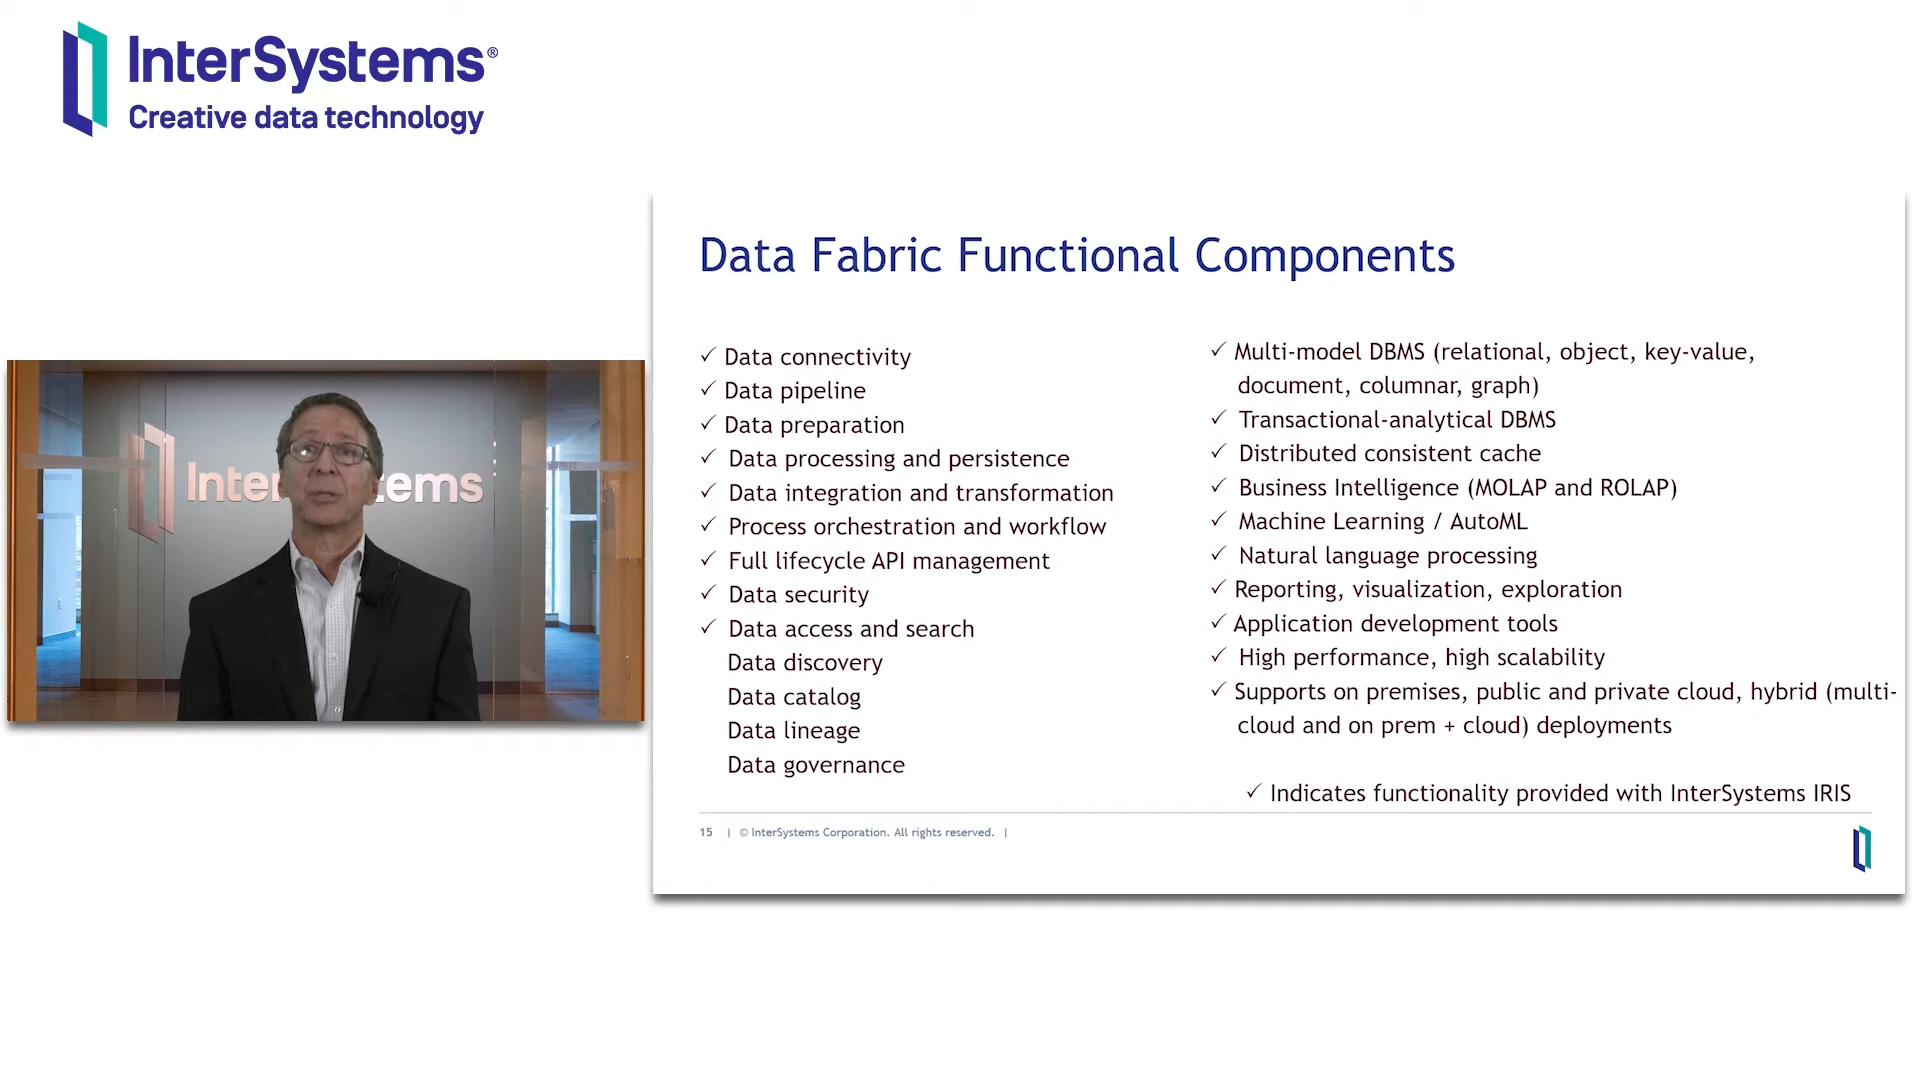 InterSystems®
Creative data technology
InterSystems
Data Fabric Functional Components
✓ Data connectivity
✓ Data pipeline
✓ Data preparation
✓ Data processing and persistence
✓ Data integration and transformation
✓ Process orchestration and workflow
✓ Full lifecycle API management
✓ Data security
✓ Data access and search
Data discovery
Data catalog
Data lineage
Data governance
✓ Multi-model DBMS (relational, object, key-value,
document, columnar, graph)
✓ Transactional-analytical DBMS
✓ Distributed consistent cache
✓ Business Intelligence (MOLAP and ROLAP)
✓ Machine Learning / AutoML
✓ Natural language processing
✓ Reporting, visualization, exploration
✓ Application development tools
✓ High performance, high scalability
✓ Supports on premises, public and private cloud, hybrid (multi-
cloud and on prem + cloud) deployments
✓ Indicates functionality provided with InterSystems IRIS
15 | © InterSystems Corporation. All rights reserved. |